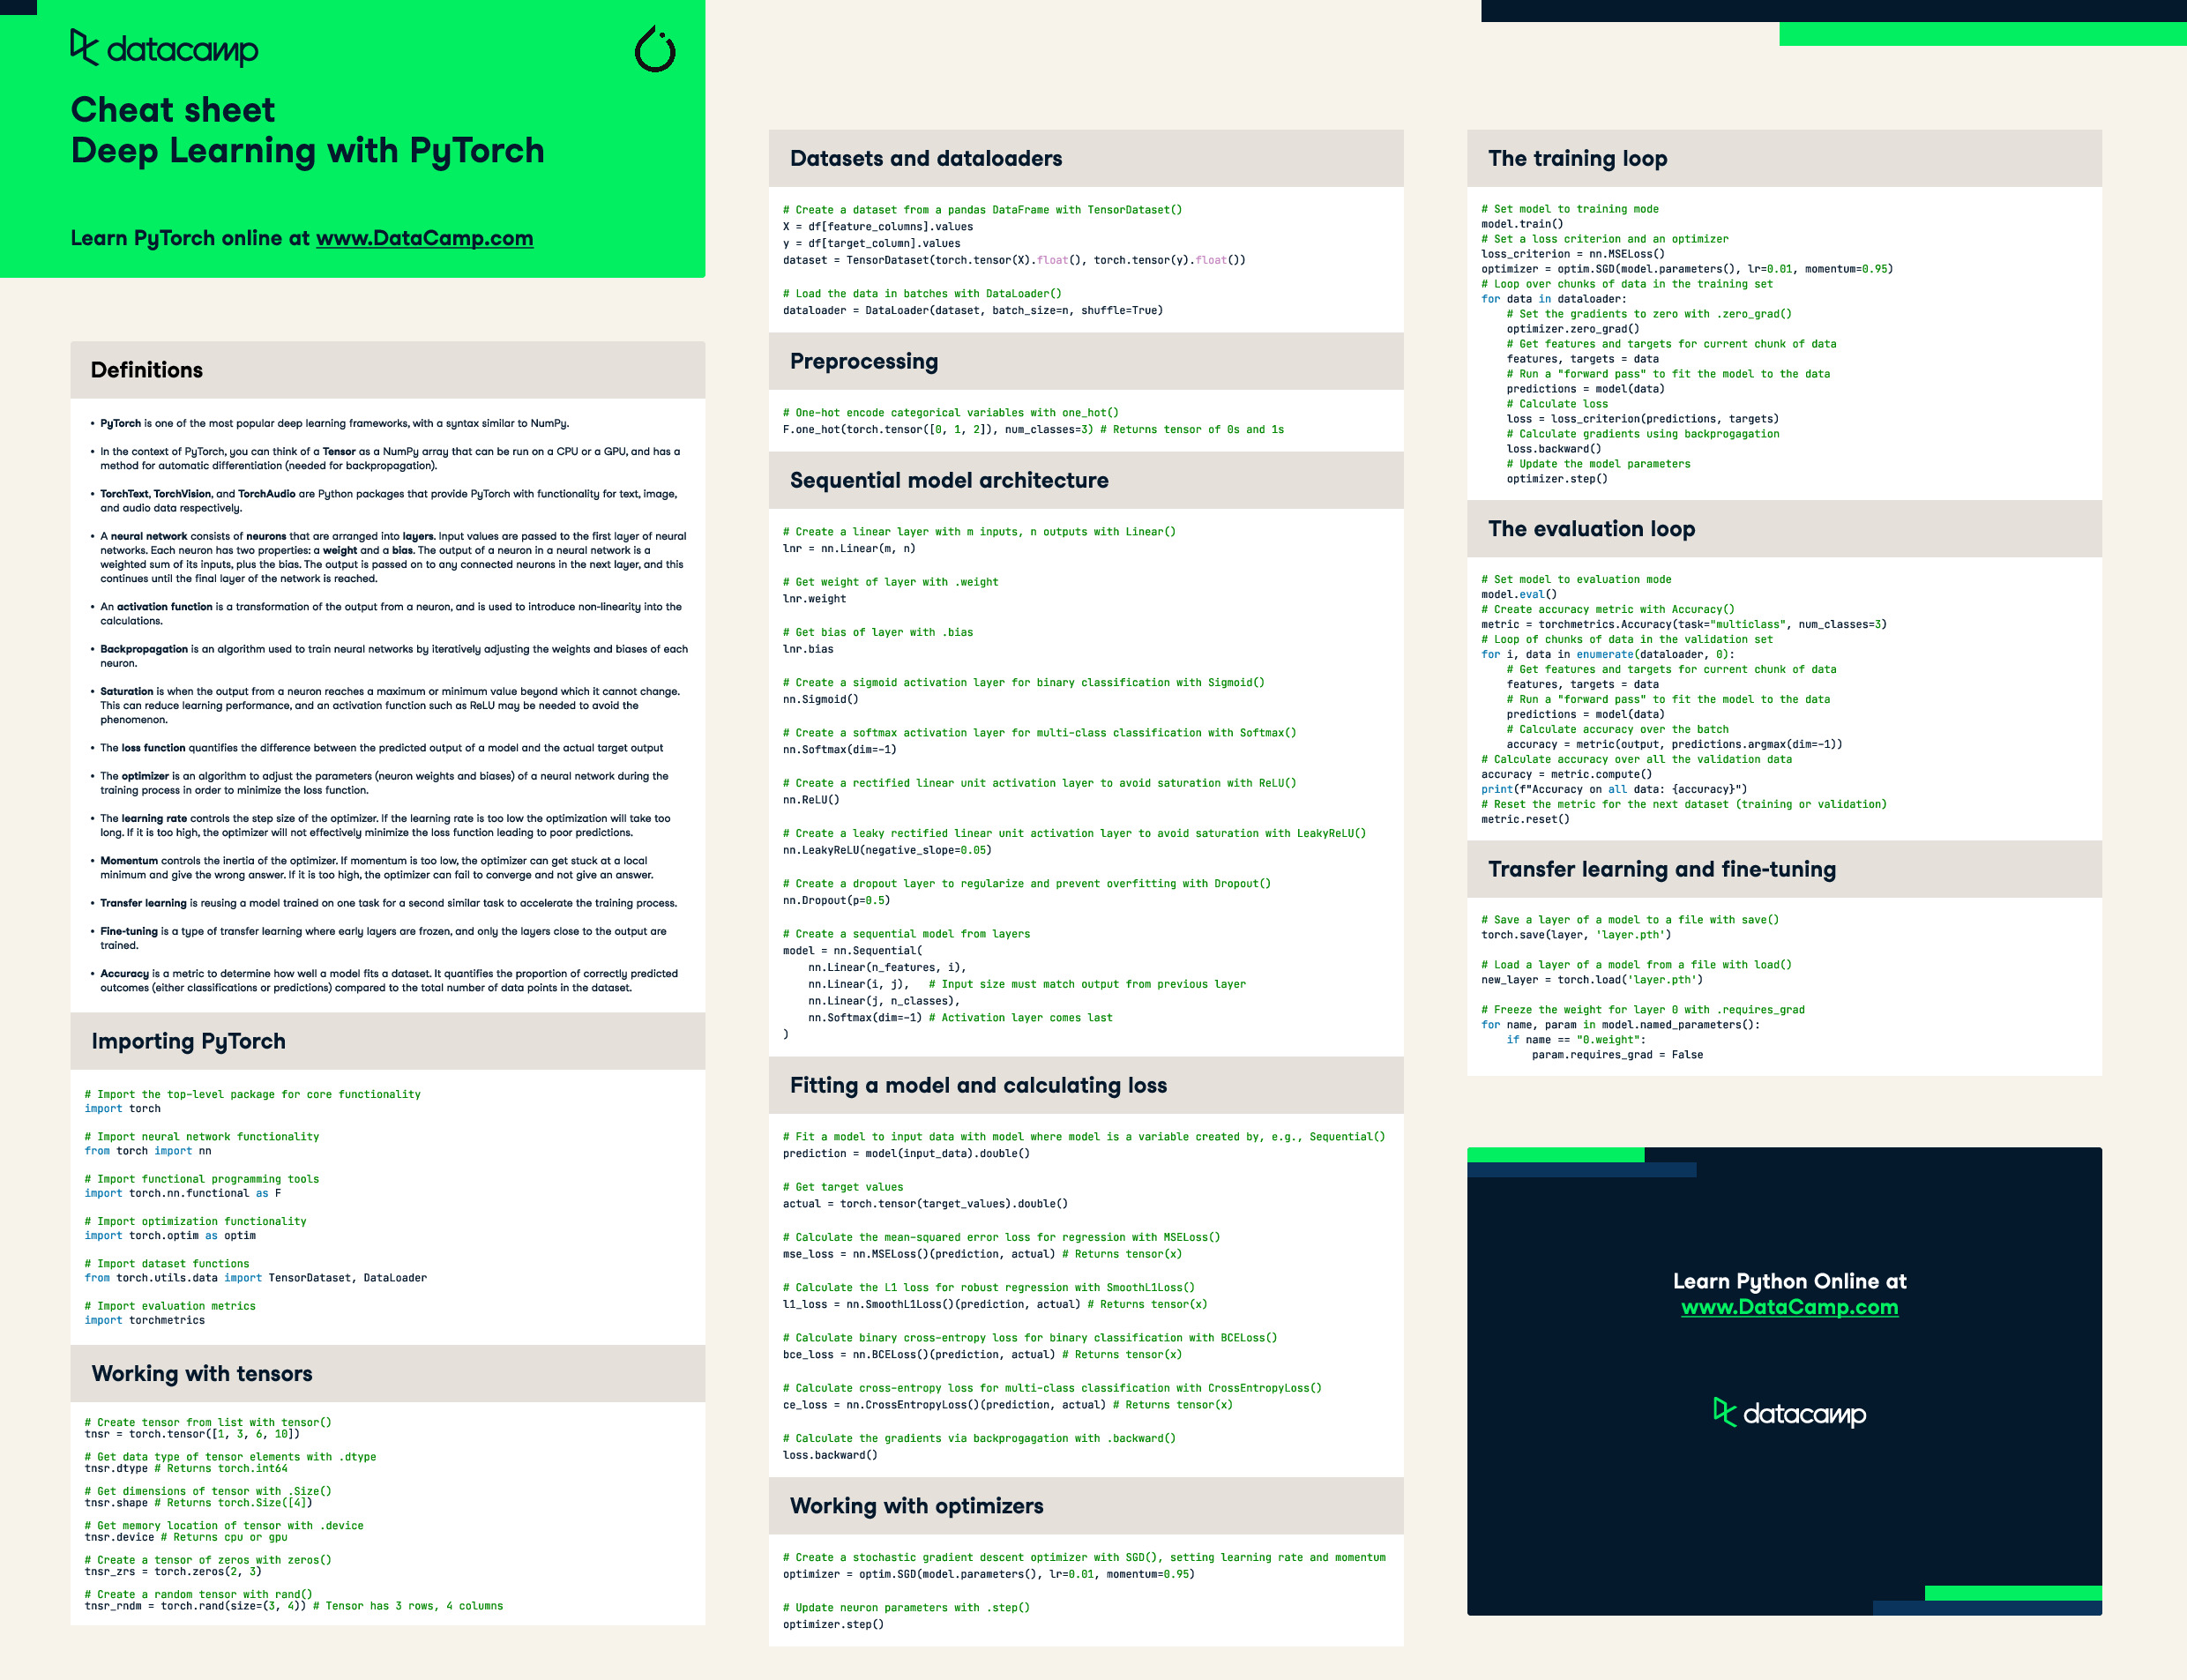 datacamp
Cheat sheet
Deep Learning with PyTorch
Learn PyTorch online at www.DataCamp.com
Definitions
• PyTorch is one of the most popular deep learning frameworks, with a syntax similar to NumPy.
• In the context of PyTorch, you can think of a Tensor as a NumPy array that can be run on a CPU or a GPU, and has a
method for automatic differentiation (needed for backpropagation).
• TorchText, TorchVision, and TorchAudio are Python packages that provide PyTorch with functionality for text, image,
and audio data respectively.
• A neural network consists of neurons that are arranged into layers. Input values are passed to the first layer of neural
networks. Each neuron has two properties: a weight and a bias. The output of a neuron in a neural network is a
weighted sum of its inputs, plus the bias. The output is passed on to any connected neurons in the next layer, and this
continues until the final layer of the network is reached.
• An activation function is a transformation of the output from a neuron, and is used to introduce non-linearity into the
calculations.
• Backpropagation is an algorithm used to train neural networks by iteratively adjusting the weights and biases of each
neuron.
• Saturation is when the output from a neuron reaches a maximum or minimum value beyond which it cannot change.
This can reduce learning performance, and an activation function such as ReLU may be needed to avoid the
phenomenon.
• The loss function quantifies the difference between the predicted output of a model and the actual target output
• The optimizer is an algorithm to adjust the parameters (neuron weights and biases) of a neural network during the
training process in order to minimize the loss function.
• The learning rate controls the step size of the optimizer. If the learning rate is too low the optimization will take too
long. If it is too high, the optimizer will not effectively minimize the loss function leading to poor predictions.
• Momentum controls the inertia of the optimizer. If momentum is too low, the optimizer can get stuck at a local
minimum and give the wrong answer. If it is too high, the optimizer can fail to converge and not give an answer.
• Transfer learning is reusing a model trained on one task for a second similar task to accelerate the training process.
• Fine-tuning is a type of transfer learning where early layers are frozen, and only the layers close to the output are
trained.
• Accuracy is a metric to determine how well a model fits a dataset. It quantifies the proportion of correctly predicted
outcomes (either classifications or predictions) compared to the total number of data points in the dataset.
Importing PyTorch
# Import the top-level package for core functionality
import torch
# Import neural network functionality
from torch import nn
# Import functional programming tools
import torch.nn.functional as F
# Import optimization functionality
import torch.optim as optim
# Import dataset functions
from torch.utils.data import TensorDataset, DataLoader
# Import evaluation metrics
import torchmetrics
Working with tensors
# Create tensor from list with tensor()
tnsr = torch.tensor([1, 3, 6, 10])
# Get data type of tensor elements with .dtype
tnsr.dtype # Returns torch.int64
# Get dimensions of tensor with .Size()
tnsr.shape # Returns torch.Size([4])
# Get memory location of tensor with .device
tnsr.device # Returns cpu or gpu
# Create a tensor of zeros with zeros()
tnsr_zrs = torch.zeros(2, 3)
# Create a random tensor with rand()
tnsr_rndm = torch.rand(size=(3, 4)) # Tensor has 3 rows, 4 columns
Datasets and dataloaders
# Create a dataset from a pandas DataFrame with TensorDataset()
X = df[feature_columns].values
y = df[target_column].values
dataset = TensorDataset(torch.tensor(X).float(), torch.tensor(y).float())
# Load the data in batches with DataLoader()
dataloader = DataLoader(dataset, batch_size=n, shuffle=True)
Preprocessing
# One-hot encode categorical variables with one_hot()
F.one_hot(torch.tensor([0, 1, 2]), num_classes=3) # Returns tensor of 0s and 1s
Sequential model architecture
# Create a linear layer with m inputs, n outputs with Linear()
lnr = nn.Linear(m, n)
# Get weight of layer with .weight
lnr.weight
# Get bias of layer with .bias
lnr.bias
# Create a sigmoid activation layer for binary classification with Sigmoid()
nn.Sigmoid()
# Create a softmax activation layer for multi-class classification with Softmax()
nn.Softmax(dim=-1)
# Create a rectified linear unit activation layer to avoid saturation with ReLU()
nn.ReLU()
# Create a leaky rectified linear unit activation layer to avoid saturation with LeakyReLU()
nn.LeakyReLU(negative_slope=0.05)
# Create a dropout layer to regularize and prevent overfitting with Dropout()
nn.Dropout(p=0.5)
# Create a sequential model from layers
model = nn.Sequential(
    nn.Linear(n_features, i),
    nn.Linear(i, j),   # Input size must match output from previous layer
    nn.Linear(j, n_classes),
    nn.Softmax(dim=-1) # Activation layer comes last
)
Fitting a model and calculating loss
# Fit a model to input data with model where model is a variable created by, e.g., Sequential()
prediction = model(input_data).double()
# Get target values
actual = torch.tensor(target_values).double()
# Calculate the mean-squared error loss for regression with MSELoss()
mse_loss = nn.MSELoss()(prediction, actual) # Returns tensor(x)
# Calculate the L1 loss for robust regression with SmoothL1Loss()
l1_loss = nn.SmoothL1Loss()(prediction, actual) # Returns tensor(x)
# Calculate binary cross-entropy loss for binary classification with BCELoss()
bce_loss = nn.BCELoss()(prediction, actual) # Returns tensor(x)
# Calculate cross-entropy loss for multi-class classification with CrossEntropyLoss()
ce_loss = nn.CrossEntropyLoss()(prediction, actual) # Returns tensor(x)
# Calculate the gradients via backprogagation with .backward()
loss.backward()
Working with optimizers
# Create a stochastic gradient descent optimizer with SGD(), setting learning rate and momentum
optimizer = optim.SGD(model.parameters(), lr=0.01, momentum=0.95)
# Update neuron parameters with .step()
optimizer.step()
The training loop
# Set model to training mode
model.train()
# Set a loss criterion and an optimizer
loss_criterion = nn.MSELoss()
optimizer = optim.SGD(model.parameters(), lr=0.01, momentum=0.95)
# Loop over chunks of data in the training set
for data in dataloader:
    # Set the gradients to zero with .zero_grad()
    optimizer.zero_grad()
    # Get features and targets for current chunk of data
    features, targets = data
    # Run a "forward pass" to fit the model to the data
    predictions = model(data)
    # Calculate loss
    loss = loss_criterion(predictions, targets)
    # Calculate gradients using backprogagation
    loss.backward()
    # Update the model parameters
    optimizer.step()
The evaluation loop
# Set model to evaluation mode
model.eval()
# Create accuracy metric with Accuracy()
metric = torchmetrics.Accuracy(task="multiclass", num_classes=3)
# Loop of chunks of data in the validation set
for i, data in enumerate(dataloader, 0):
    # Get features and targets for current chunk of data
    features, targets = data
    # Run a "forward pass" to fit the model to the data
    predictions = model(data)
    # Calculate accuracy over the batch
    accuracy = metric(output, predictions.argmax(dim=-1))
# Calculate accuracy over all the validation data
accuracy = metric.compute()
print(f"Accuracy on all data: {accuracy}")
# Reset the metric for the next dataset (training or validation)
metric.reset()
Transfer learning and fine-tuning
# Save a layer of a model to a file with save()
torch.save(layer, 'layer.pth')
# Load a layer of a model from a file with load()
new_layer = torch.load('layer.pth')
# Freeze the weight for layer 0 with .requires_grad
for name, param in model.named_parameters():
    if name == "0.weight":
        param.requires_grad = False
Learn Python Online at
www.DataCamp.com
datacamp